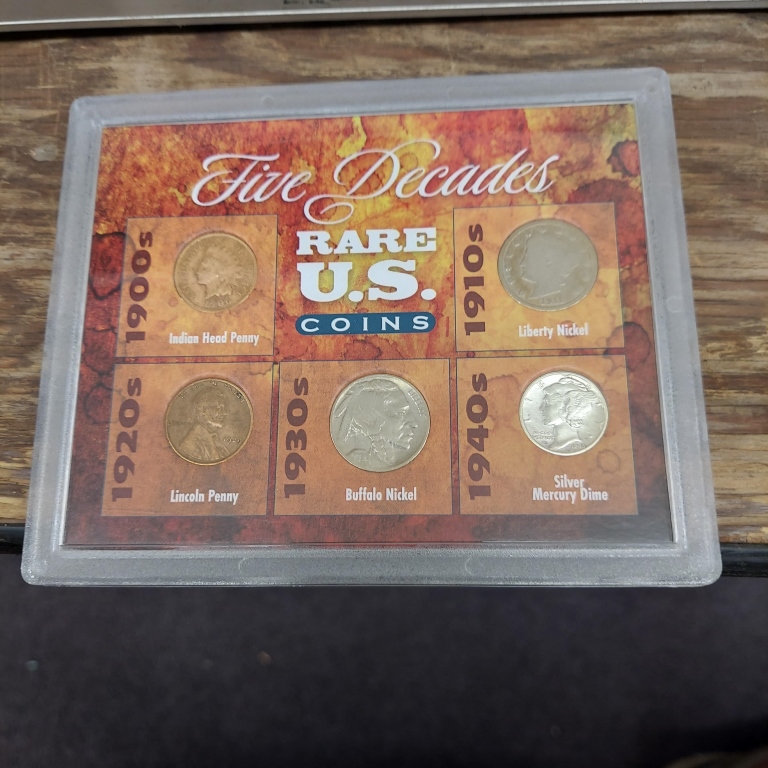 Five Decades
RARE
U.S.
COINS
1900s
Indian Head Penny
1910s
Liberty Nickel
1920s
Lincoln Penny
1930s
Buffalo Nickel
1940s
Silver
Mercury Dime